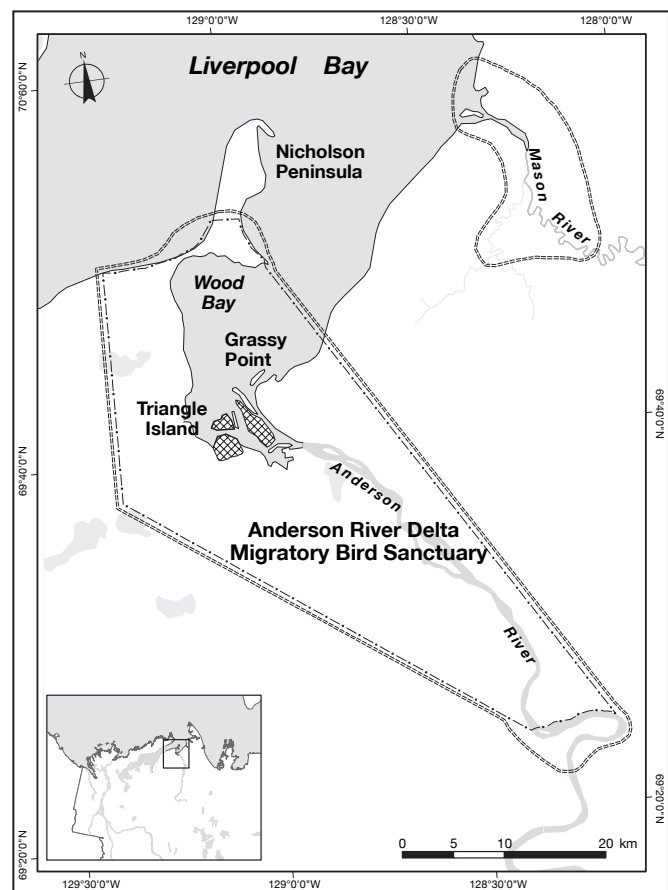 129°0'0"W
128°30'0"W
128°0'0"W
70°60'0"N
N
Liverpool Bay
Nicholson
Peninsula
Mason
River
Wood
Bay
Grassy
Point
Triangle
Island
69°40'0"N
69°40'0"N
Anderson
Anderson River Delta
Migratory Bird Sanctuary
River
69°20'0"N
69°20'0"N
0 5 10 20 km
129°30'0"W
129°0'0"W
128°30'0"W